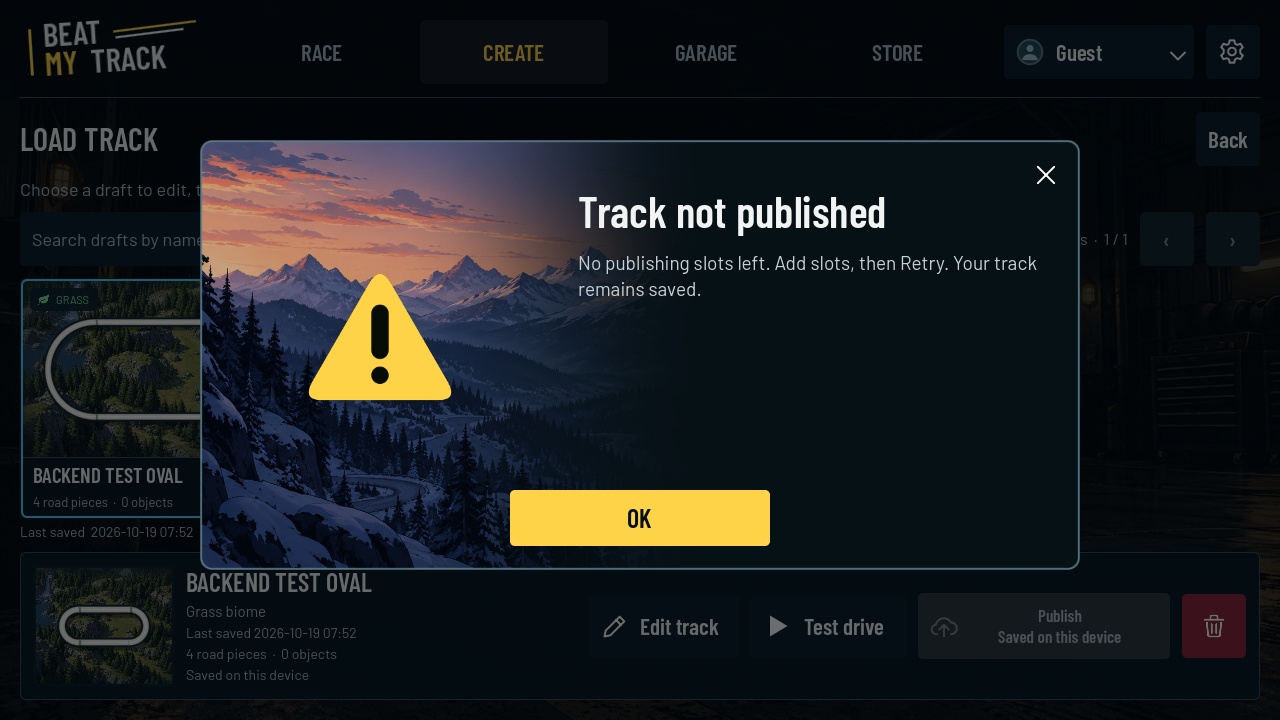 BEAT
MY TRACK
RACE
CREATE
GARAGE
STORE
Guest
LOAD TRACK
Back
Choose a draft to edit, t
Search drafts by name
s · 1 / 1
‹
›
GRASS
Track not published
No publishing slots left. Add slots, then Retry. Your track
remains saved.
OK
BACKEND TEST OVAL
4 road pieces · 0 objects
Last saved 2026-10-19 07:52
BACKEND TEST OVAL
Grass biome
Last saved 2026-10-19 07:52
4 road pieces · 0 objects
Saved on this device
Edit track
Test drive
Publish
Saved on this device